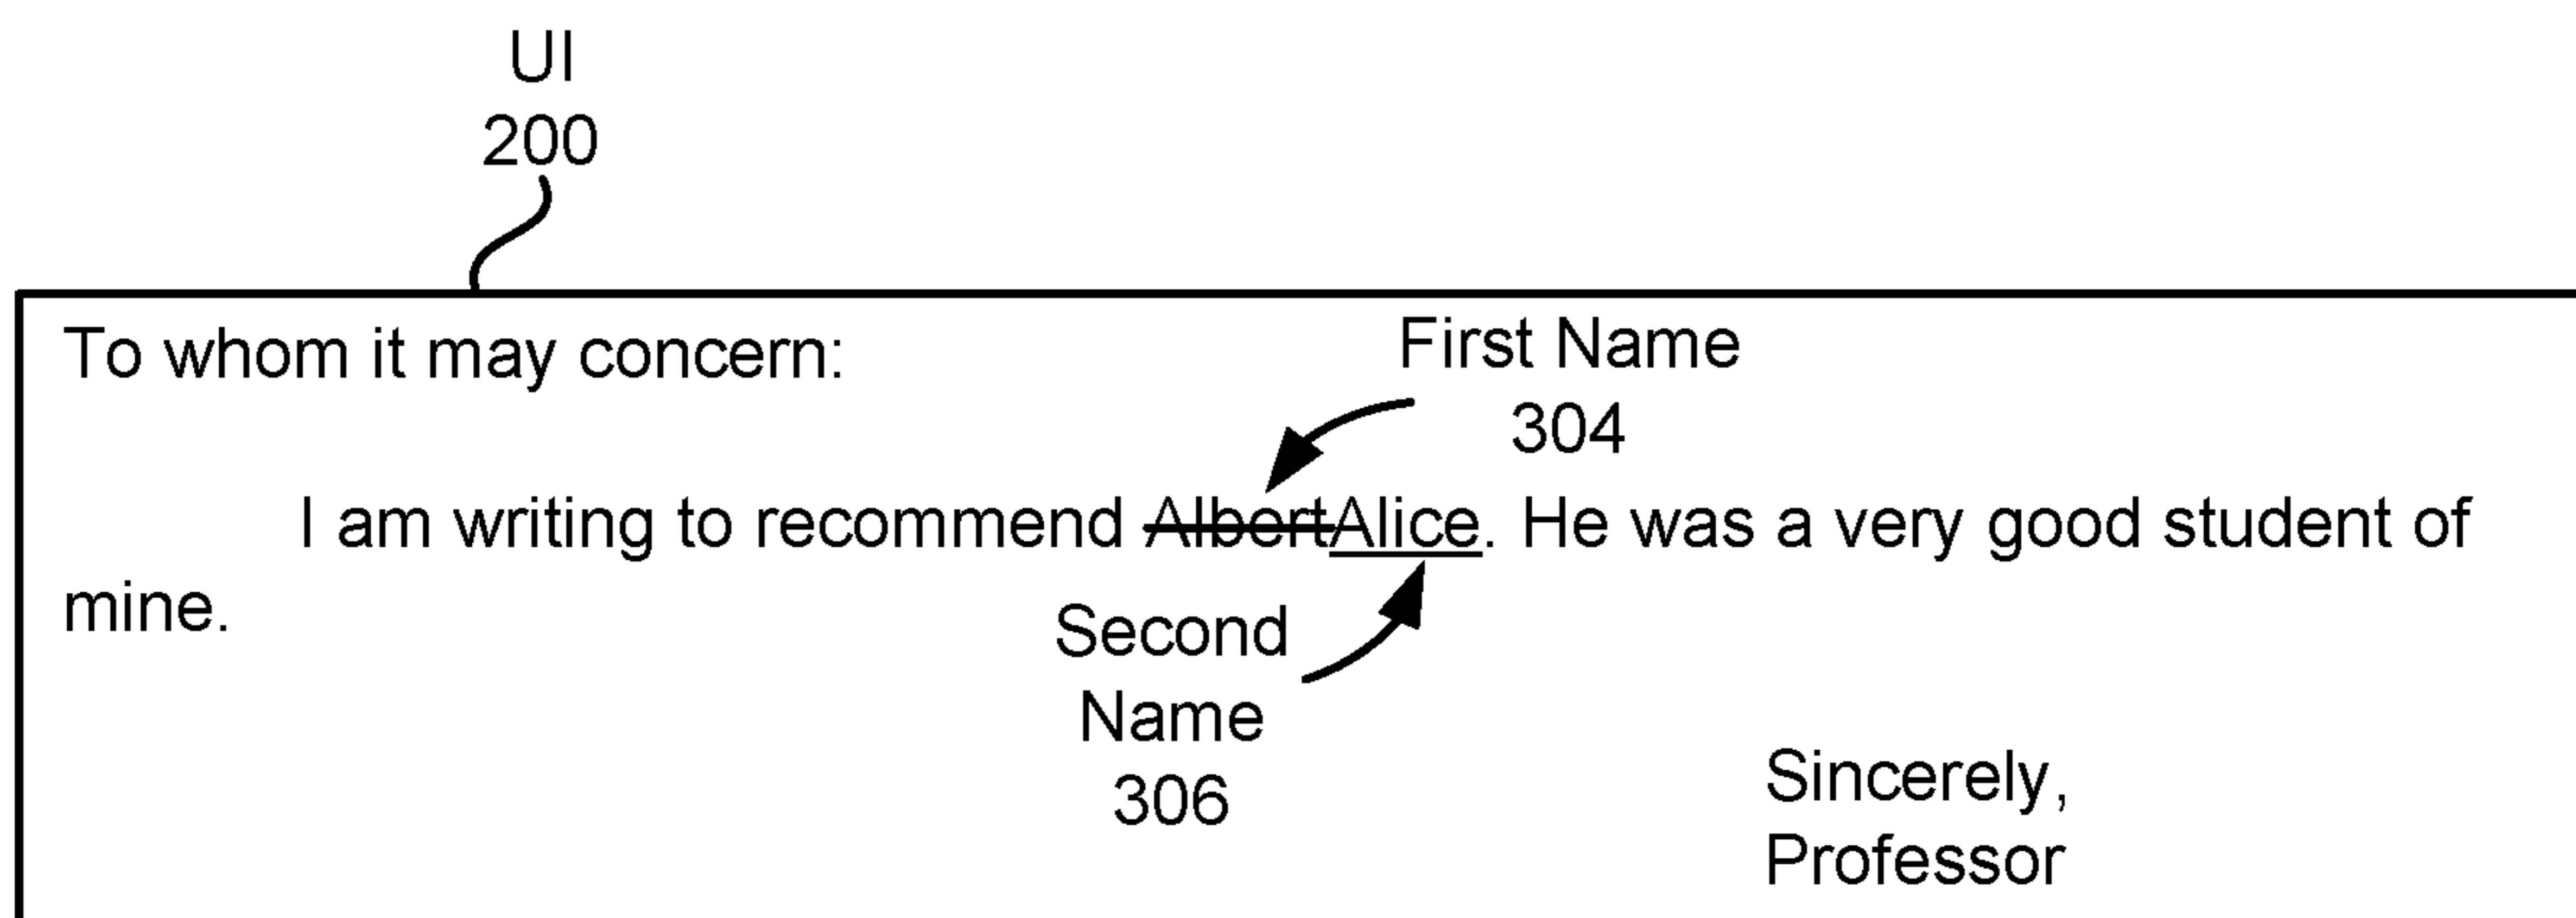 UI
200
To whom it may concern:
First Name
304
I am writing to recommend AlbertAlice. He was a very good student of
mine.
Second
Name
306
Sincerely,
Professor